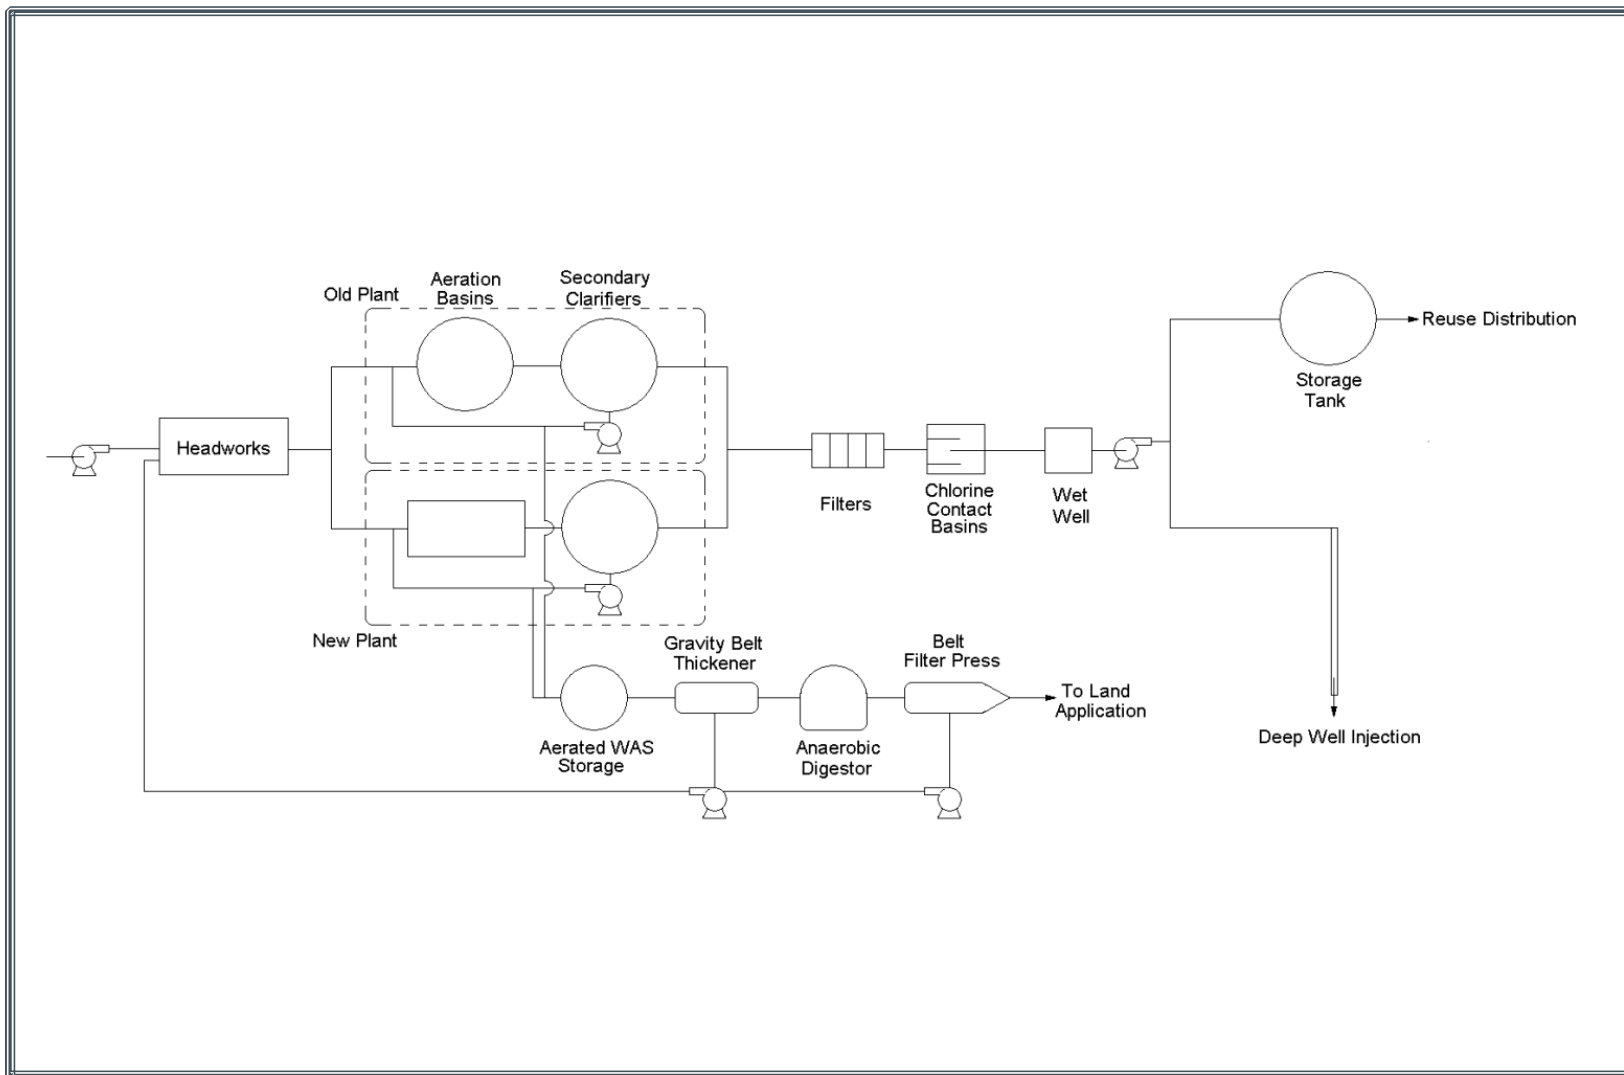 Aeration
Basins
Secondary
Clarifiers
Old Plant
Reuse Distribution
Storage
Tank
Headworks
Filters
Chlorine
Contact
Basins
Wet
Well
New Plant
Gravity Belt
Thickener
Belt
Filter Press
To Land
Application
Aerated WAS
Storage
Anaerobic
Digestor
Deep Well Injection